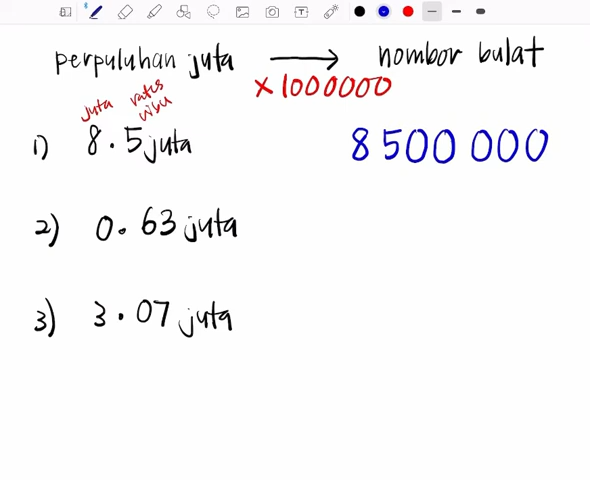 perpuluhan juta → nombor bulat
×1000000
juta ratus ribu
1) 8.5 juta 8 500 000
2) 0.63 juta
3) 3.07 juta